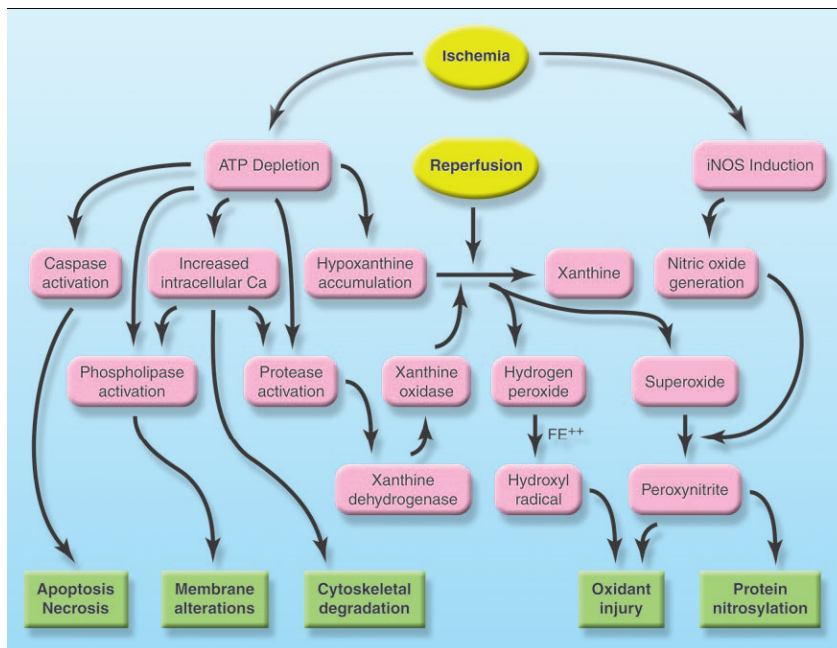 Ischemia
ATP Depletion
Reperfusion
iNOS Induction
Caspase
activation
Increased
intracellular Ca
Hypoxanthine
accumulation
Xanthine
Nitric oxide
generation
Phospholipase
activation
Protease
activation
Xanthine
oxidase
Hydrogen
peroxide
Superoxide
FE++
Xanthine
dehydrogenase
Hydroxyl
radical
Peroxynitrite
Apoptosis
Necrosis
Membrane
alterations
Cytoskeletal
degradation
Oxidant
injury
Protein
nitrosylation